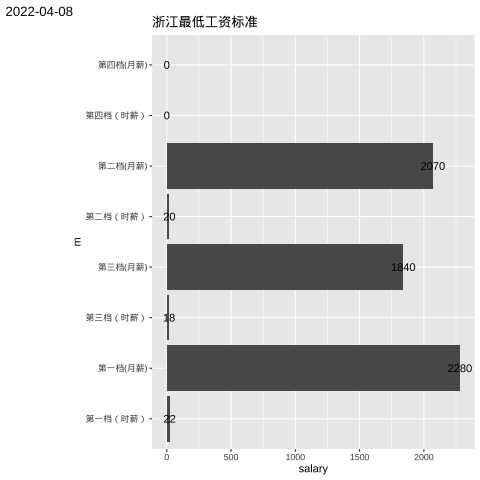 2022-04-08
浙江最低工资标准
第四档(月薪)
0
第四档（时薪）
0
第二档(月薪)
2070
第二档（时薪）
20
第三档(月薪)
1840
第三档（时薪）
18
第一档(月薪)
2280
第一档（时薪）
22
m
0 500 1000 1500 2000
salary